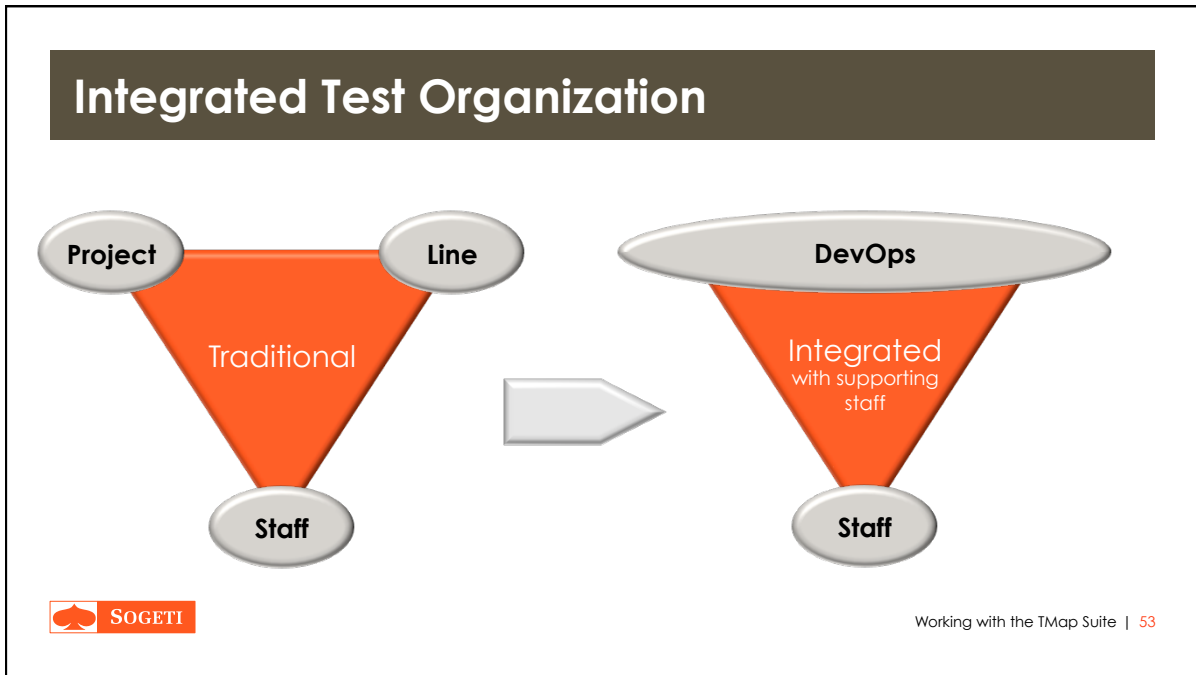 Integrated Test Organization
Project
Line
Traditional
Staff
DevOps
Integrated
with supporting
staff
Staff
SOGETI
Working with the TMap Suite | 53